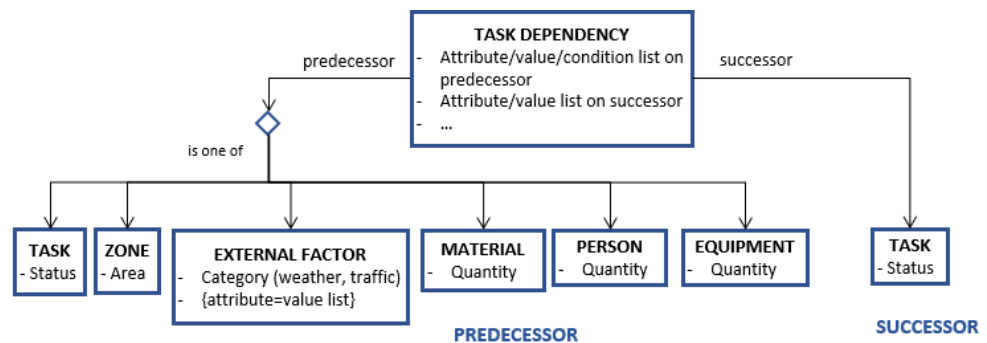 TASK DEPENDENCY
- Attribute/value/condition list on
predecessor
- Attribute/value list on successor
- ...
predecessor
successor
is one of
TASK
- Status
ZONE
- Area
EXTERNAL FACTOR
- Category (weather, traffic)
- {attribute=value list}
MATERIAL
- Quantity
PERSON
- Quantity
EQUIPMENT
- Quantity
TASK
- Status
PREDECESSOR
SUCCESSOR